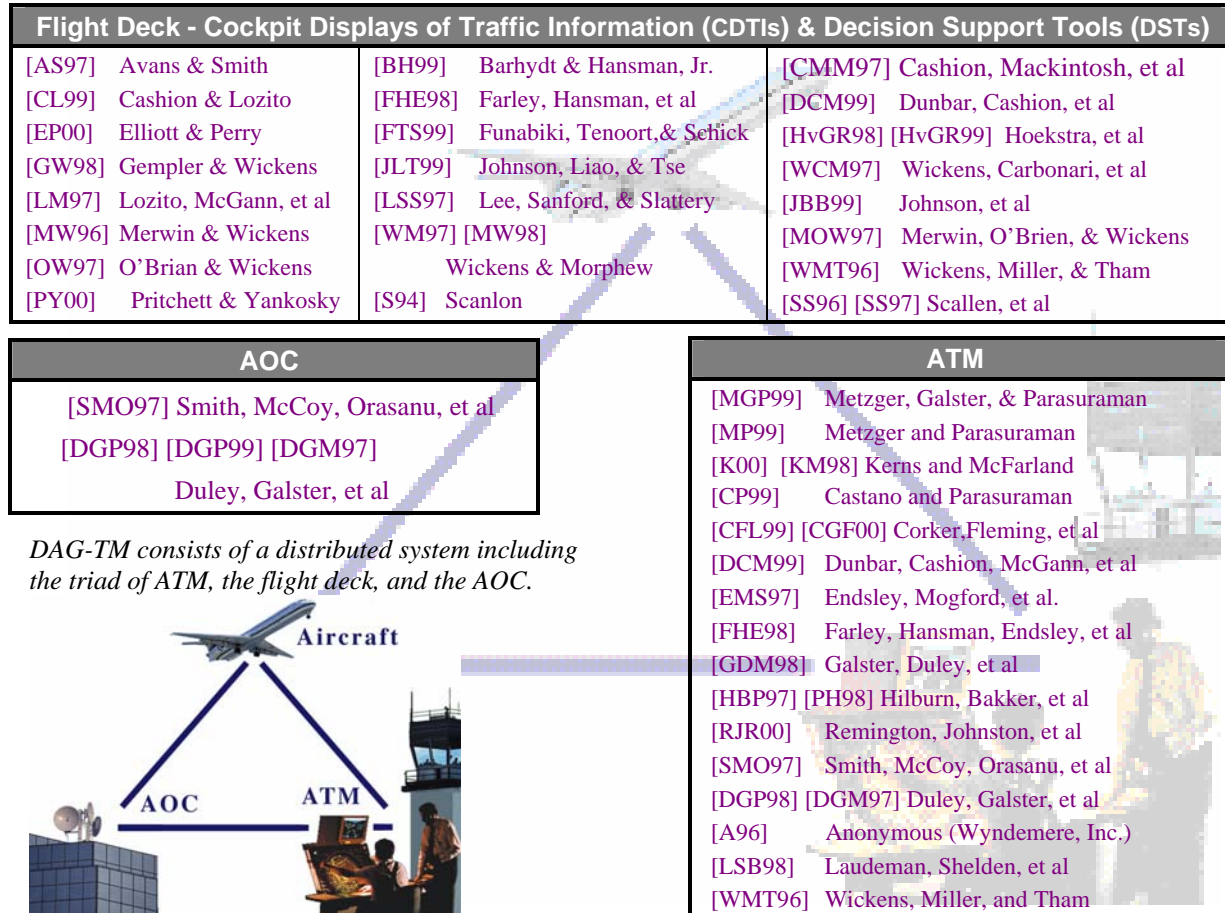 Flight Deck - Cockpit Displays of Traffic Information (CDTIs) & Decision Support Tools (DSTs)
[AS97] Avans & Smith
[CL99] Cashion & Lozito
[EP00] Elliott & Perry
[GW98] Gempler & Wickens
[LM97] Lozito, McGann, et al
[MW96] Merwin & Wickens
[OW97] O'Brian & Wickens
[PY00] Pritchett & Yankosky
[BH99] Barhydt & Hansman, Jr.
[FHE98] Farley, Hansman, et al
[FTS99] Funabiki, Tenoort,& Schick
[JLT99] Johnson, Liao, & Tse
[LSS97] Lee, Sanford, & Slattery
[WM97] [MW98]
Wickens & Morphew
[S94] Scanlon
[CMM97] Cashion, Mackintosh, et al
[DCM99] Dunbar, Cashion, et al
[HvGR98] [HvGR99] Hoekstra, et al
[WCM97] Wickens, Carbonari, et al
[JBB99] Johnson, et al
[MOW97] Merwin, O'Brien, & Wickens
[WMT96] Wickens, Miller, & Tham
[SS96] [SS97] Scallen, et al
AOC
[SMO97] Smith, McCoy, Orasanu, et al
[DGP98] [DGP99] [DGM97]
Duley, Galster, et al
DAG-TM consists of a distributed system including
the triad of ATM, the flight deck, and the AOC.
Aircraft
AOC
ATM
ATM
[MGP99] Metzger, Galster, & Parasuraman
[MP99] Metzger and Parasuraman
[K00] [KM98] Kerns and McFarland
[CP99] Castano and Parasuraman
[CFL99] [CGF00] Corker,Fleming, et al
[DCM99] Dunbar, Cashion, McGann, et al
[EMS97] Endsley, Mogford, et al.
[FHE98] Farley, Hansman, Endsley, et al
[GDM98] Galster, Duley, et al
[HBP97] [PH98] Hilburn, Bakker, et al
[RJR00] Remington, Johnston, et al
[SMO97] Smith, McCoy, Orasanu, et al
[DGP98] [DGM97] Duley, Galster, et al
[A96] Anonymous (Wyndemere, Inc.)
[LSB98] Laudeman, Shelden, et al
[WMT96] Wickens, Miller, and Tham